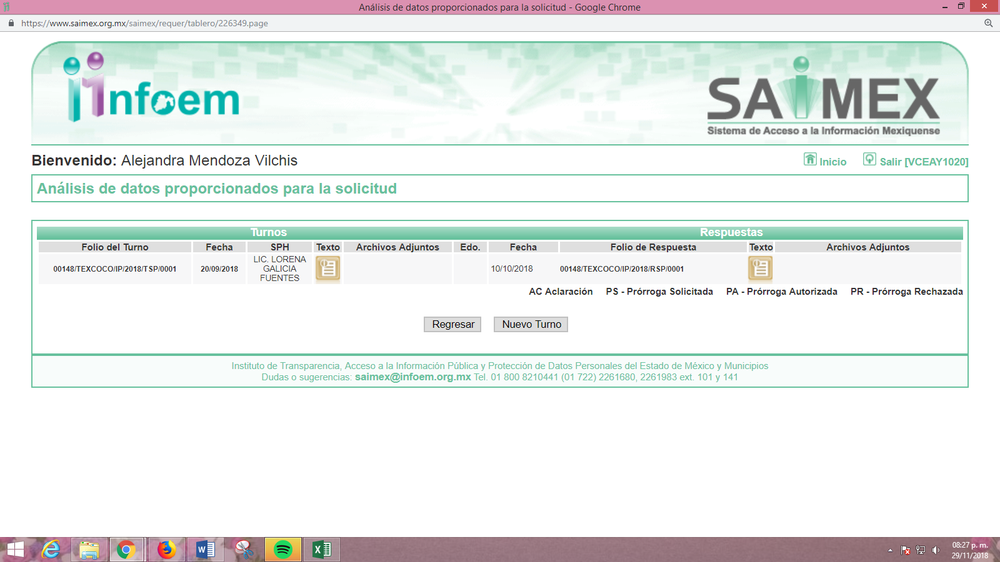 Análisis de datos proporcionados para la solicitud - Google Chrome
https://www.saimex.org.mx/saimex/requer/tablero/226349.page
infoem
SAIMEX
Sistema de Acceso a la Información Mexiquense
Bienvenido: Alejandra Mendoza Vilchis
Inicio Salir [VCEAY1020]
Análisis de datos proporcionados para la solicitud
Turnos Respuestas
Folio del Turno Fecha SPH Texto Archivos Adjuntos Edo. Fecha Folio de Respuesta Texto Archivos Adjuntos
00148/TEXCOCO/IP/2018/TSP/0001 20/09/2018 LIC. LORENA
GALICIA
FUENTES
10/10/2018 00148/TEXCOCO/IP/2018/RSP/0001
AC Aclaración PS - Prórroga Solicitada PA - Prórroga Autorizada PR - Prórroga Rechazada
Regresar Nuevo Turno
Instituto de Transparencia, Acceso a la Información Pública y Protección de Datos Personales del Estado de México y Municipios
Dudas o sugerencias: saimex@infoem.org.mx Tel. 01 800 8210441 (01 722) 2261680, 2261983 ext. 101 y 141
08:27 p. m.
29/11/2018